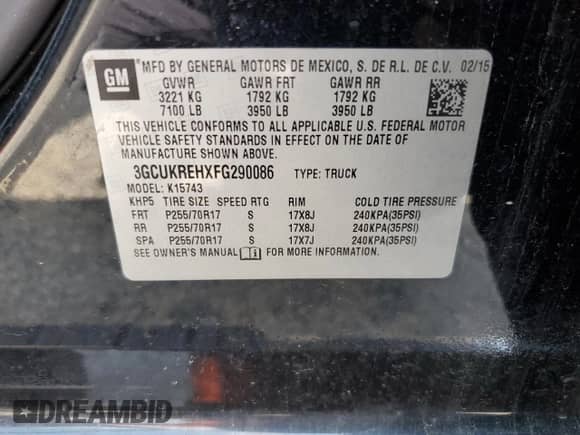 GM
MFD BY GENERAL MOTORS DE MEXICO, S. DE R.L. DE C.V. 02/15
GVWR GAWR FRT GAWR RR
3221 KG 1792 KG 1792 KG
7100 LB 3950 LB 3950 LB
THIS VEHICLE CONFORMS TO ALL APPLICABLE U.S. FEDERAL MOTOR
VEHICLE SAFETY STANDARDS IN EFFECT ON THE DATE OF
MANUFACTURE SHOWN ABOVE.
3GCUKREHXFG290086 TYPE: TRUCK
MODEL: K15743
KHP5 TIRE SIZE SPEED RTG RIM COLD TIRE PRESSURE
FRT P255/70R17 S 17X8J 240KPA(35PSI)
RR P255/70R17 S 17X8J 240KPA(35PSI)
SPA P255/70R17 S 17X7J 240KPA(35PSI)
SEE OWNER'S MANUAL FOR MORE INFORMATION.
DREAMBID